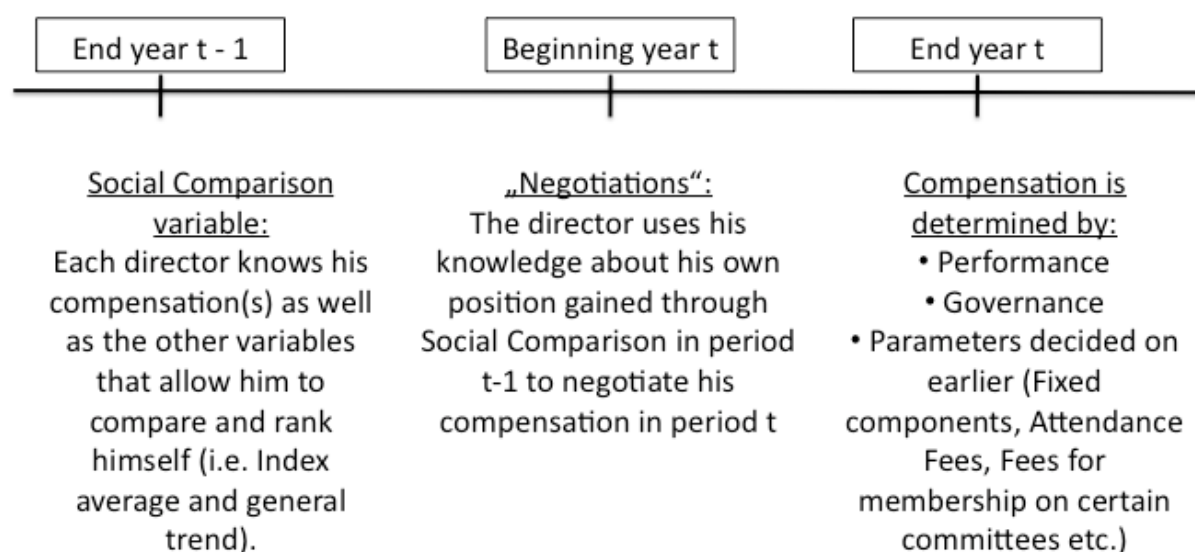 End year t - 1
Beginning year t
End year t
Social Comparison
variable:
Each director knows his
compensation(s) as well
as the other variables
that allow him to
compare and rank
himself (i.e. Index
average and general
trend).
„Negotiations“:
The director uses his
knowledge about his own
position gained through
Social Comparison in period
t-1 to negotiate his
compensation in period t
Compensation is
determined by:
• Performance
• Governance
• Parameters decided on
earlier (Fixed
components, Attendance
Fees, Fees for
membership on certain
committees etc.)